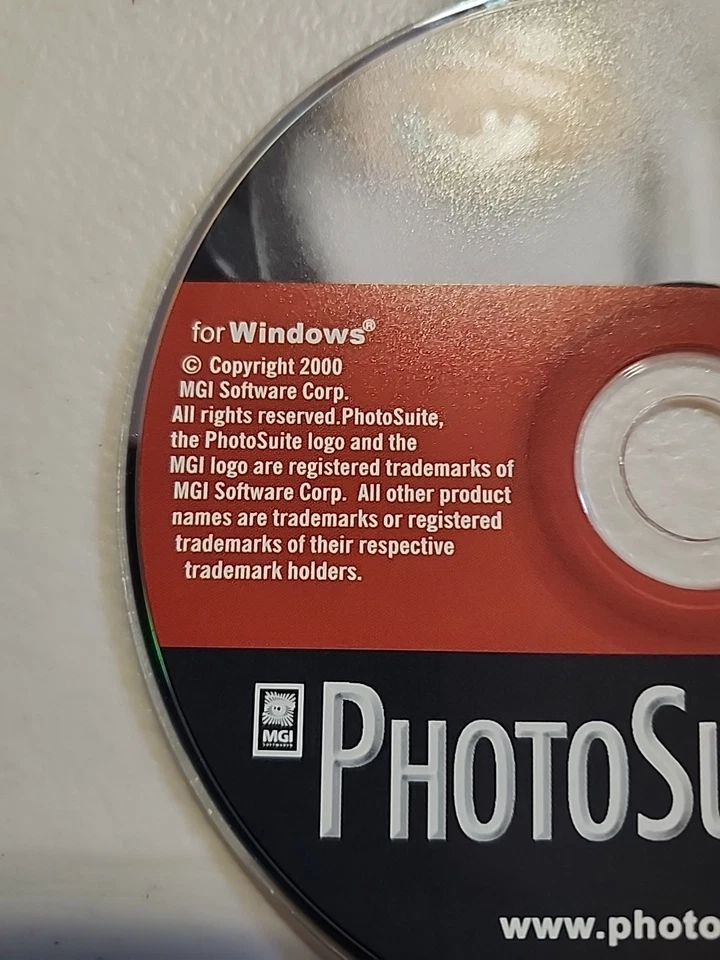 for Windows®
© Copyright 2000
MGI Software Corp.
All rights reserved.PhotoSuite,
the PhotoSuite logo and the
MGI logo are registered trademarks of
MGI Software Corp. All other product
names are trademarks or registered
trademarks of their respective
trademark holders.
MGI
SOFTWARE
PHOTOSU
www.photo